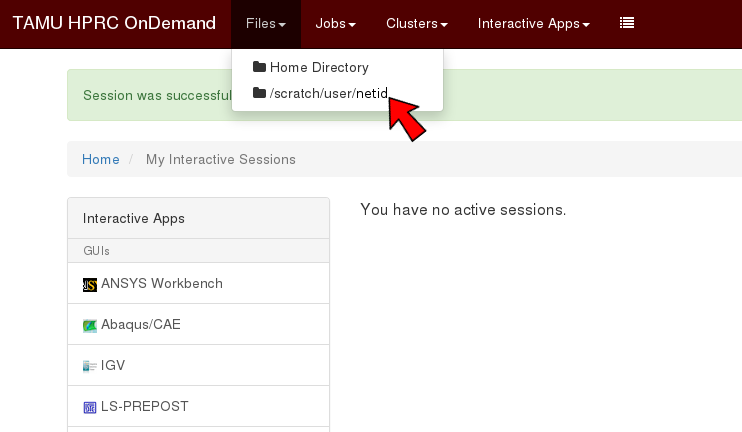 TAMU HPRC OnDemand Files Jobs Clusters Interactive Apps
Home Directory
/scratch/user/netid
Session was successful
Home / My Interactive Sessions
Interactive Apps
You have no active sessions.
GUIs
ANSYS Workbench
Abaqus/CAE
IGV
LS-PREPOST